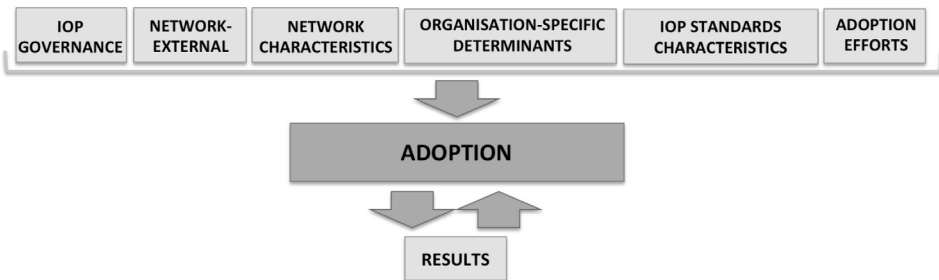 IOP
GOVERNANCE
NETWORK-
EXTERNAL
NETWORK
CHARACTERISTICS
ORGANISATION-SPECIFIC
DETERMINANTS
IOP STANDARDS
CHARACTERISTICS
ADOPTION
EFFORTS
ADOPTION
RESULTS